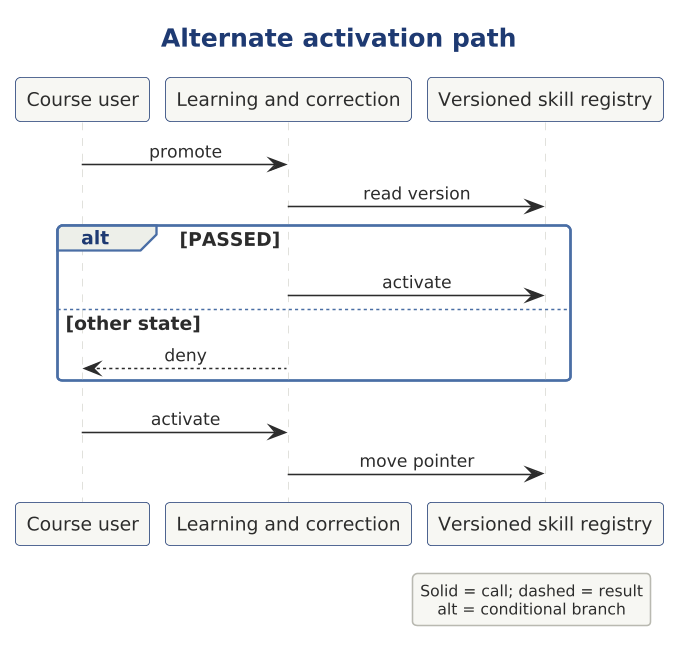 Alternate activation path
Course user
Learning and correction
Versioned skill registry
promote
read version
alt
[PASSED]
activate
[other state]
deny
activate
move pointer
Course user
Learning and correction
Versioned skill registry
Solid = call; dashed = result
alt = conditional branch